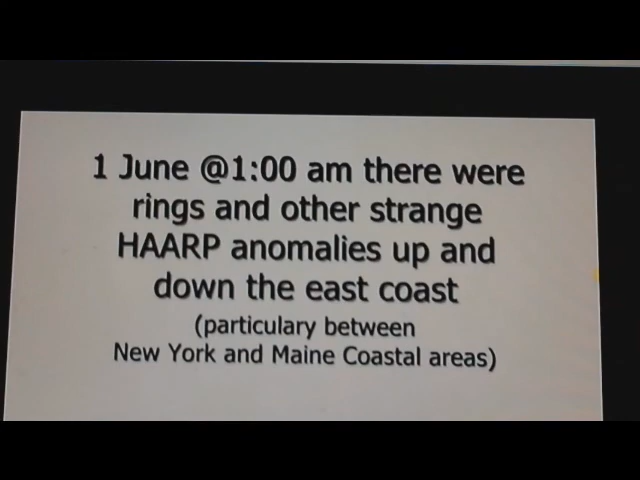 1 June @1:00 am there were
rings and other strange
HAARP anomalies up and
down the east coast
(particulary between
New York and Maine Coastal areas)